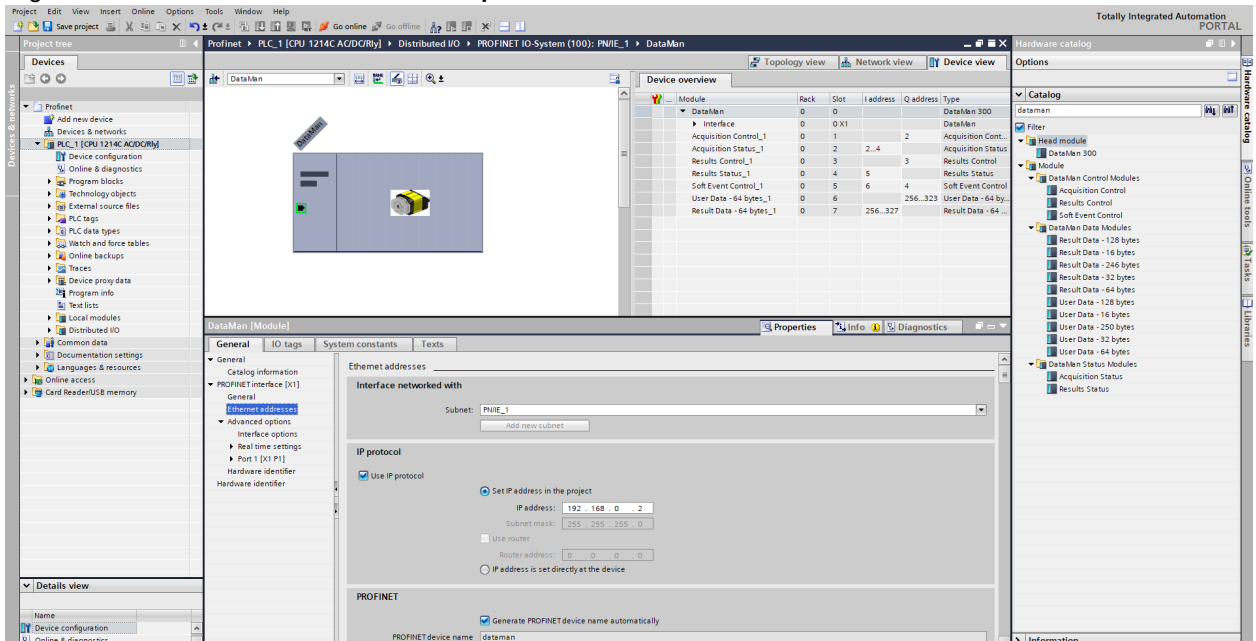 Project Edit View Insert Online Options Tools Window Help
Totally Integrated Automation
PORTAL
Save project
Go online
Go offline
Project tree
Profinet ▸ PLC_1 [CPU 1214C AC/DC/Rly] ▸ Distributed I/O ▸ PROFINET IO-System (100): PN/IE_1 ▸ DataMan
Hardware catalog
Devices
Topology view
Network view
Device view
Options
DataMan
Device overview
Module Rack Slot I address Q address Type
DataMan 0 0 DataMan 300
Interface 0 0 X1 DataMan
Acquisition Control_1 0 1 2 Acquisition Cont...
Acquisition Status_1 0 2 2...4 Acquisition Status
Results Control_1 0 3 3 Results Control
Results Status_1 0 4 5 Results Status
Soft Event Control_1 0 5 6 4 Soft Event Control
User Data - 64 bytes_1 0 6 256...323 User Data - 64 by...
Result Data - 64 bytes_1 0 7 256...327 Result Data - 64 ...
DataMan
Profinet
Add new device
Devices & networks
PLC_1 [CPU 1214C AC/DC/Rly]
Device configuration
Online & diagnostics
Program blocks
Technology objects
External source files
PLC tags
PLC data types
Watch and force tables
Online backups
Traces
Device proxy data
Program info
Text lists
Local modules
Distributed I/O
Common data
Documentation settings
Languages & resources
Online access
Card Reader/USB memory
Details view
Name
Device configuration
Online & diagnostics
Devices & networks
DataMan [Module]
Properties
Info
Diagnostics
General
IO tags
System constants
Texts
General
Catalog information
PROFINET interface [X1]
General
Ethernet addresses
Advanced options
Interface options
Real time settings
Port 1 [X1 P1]
Hardware identifier
Hardware identifier
Ethernet addresses
Interface networked with
Subnet: PN/IE_1
Add new subnet
IP protocol
Use IP protocol
Set IP address in the project
IP address: 192 . 168 . 0 . 2
Subnet mask: 255 . 255 . 255 . 0
Use router
Router address: 0 . 0 . 0 . 0
IP address is set directly at the device
PROFINET
Generate PROFINET device name automatically
PROFINET device name dataman
Catalog
dataman
Filter
Head module
DataMan 300
Module
DataMan Control Modules
Acquisition Control
Results Control
Soft Event Control
DataMan Data Modules
Result Data - 128 bytes
Result Data - 16 bytes
Result Data - 246 bytes
Result Data - 32 bytes
Result Data - 64 bytes
User Data - 128 bytes
User Data - 16 bytes
User Data - 250 bytes
User Data - 32 bytes
User Data - 64 bytes
DataMan Status Modules
Acquisition Status
Results Status
Information
Hardware catalog
Online tools
Tasks
Libraries